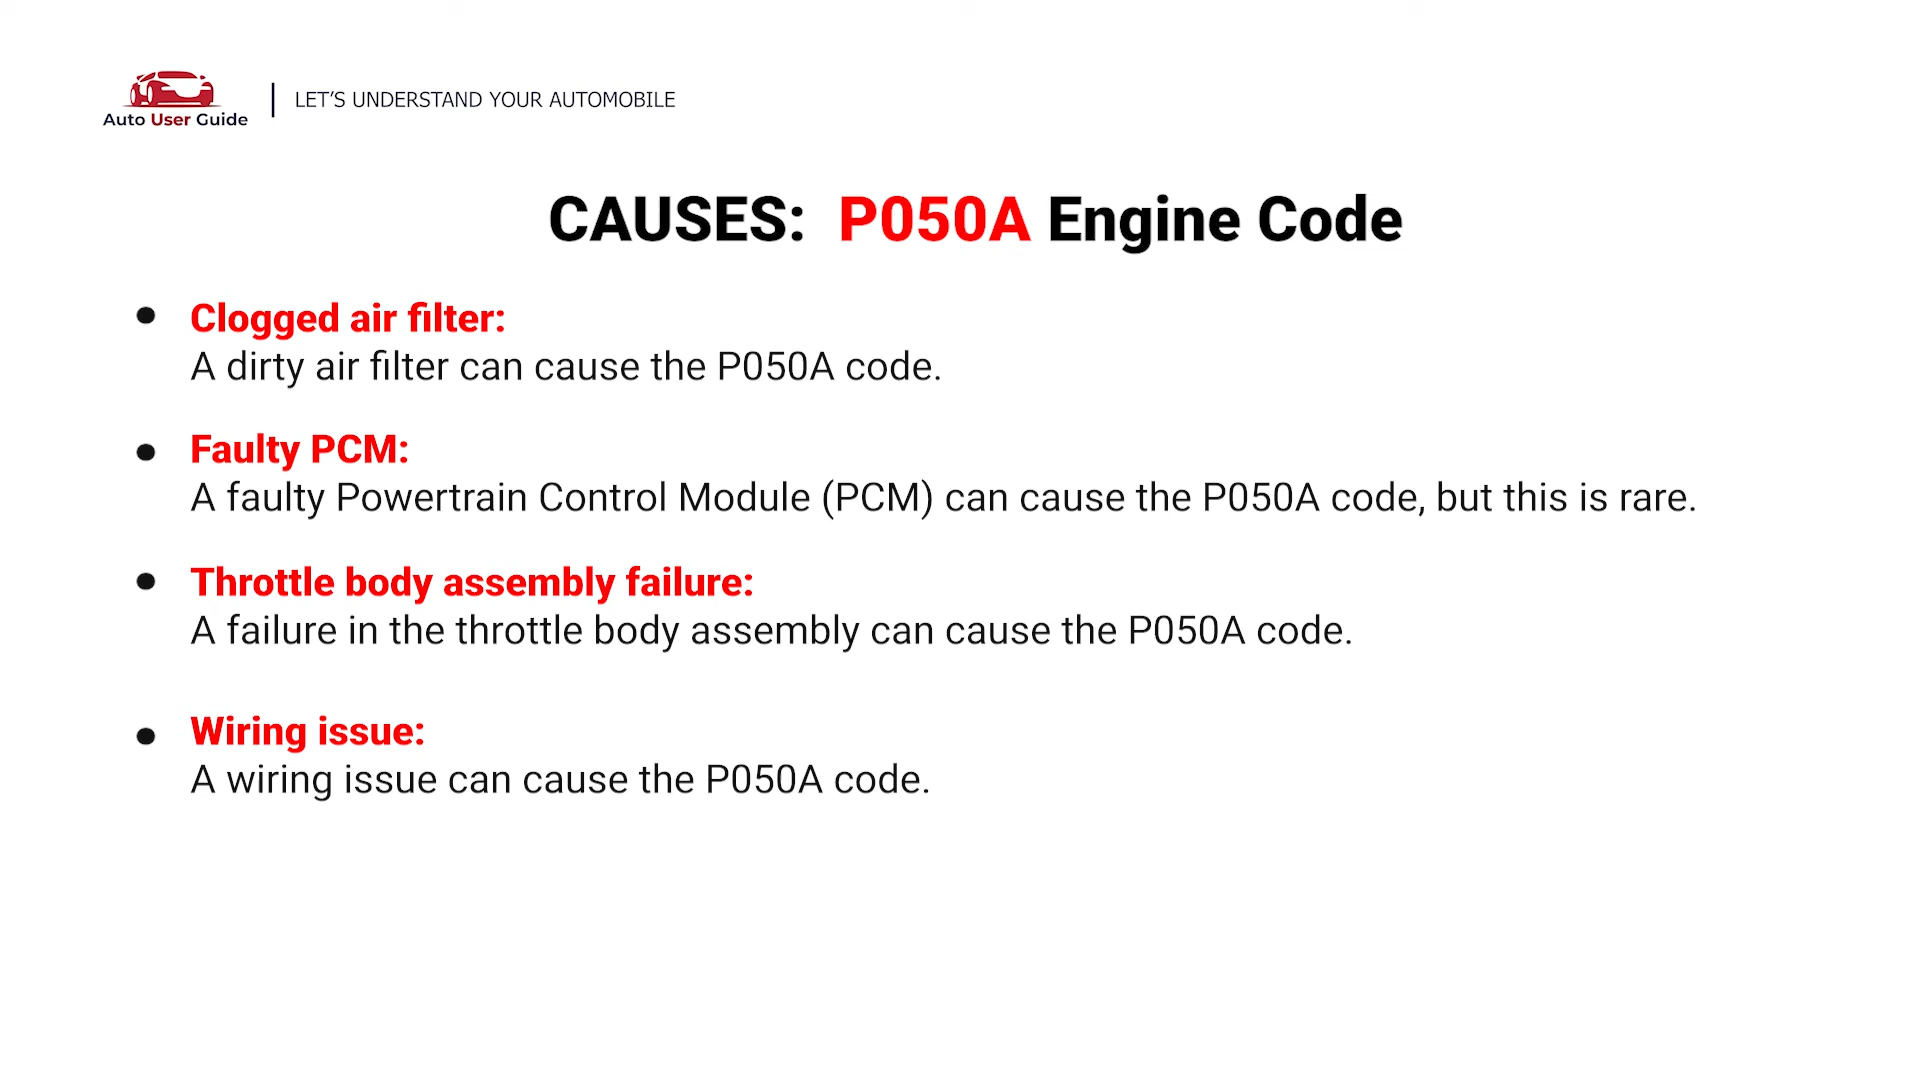 Auto User Guide
LET’S UNDERSTAND YOUR AUTOMOBILE
CAUSES: P050A Engine Code
Clogged air filter:
A dirty air filter can cause the P050A code.
Faulty PCM:
A faulty Powertrain Control Module (PCM) can cause the P050A code, but this is rare.
Throttle body assembly failure:
A failure in the throttle body assembly can cause the P050A code.
Wiring issue:
A wiring issue can cause the P050A code.